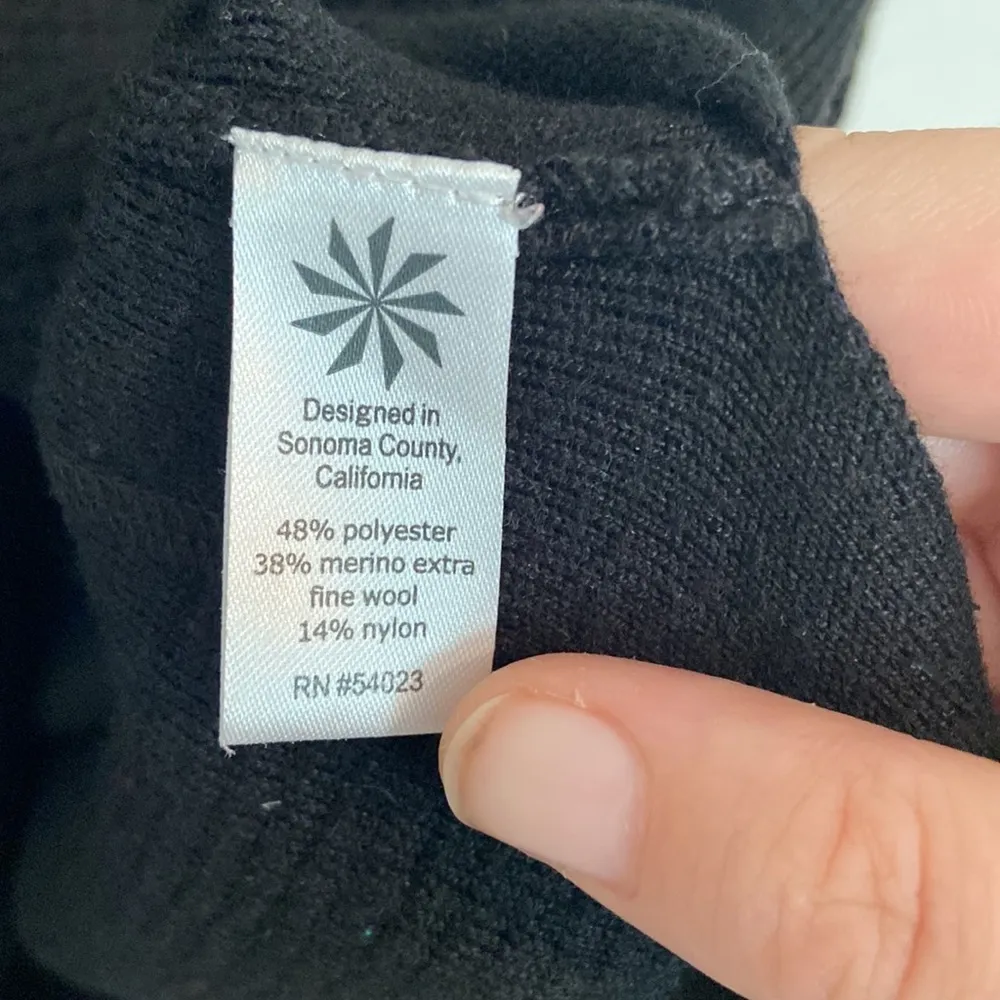 Designed in
Sonoma County,
California
48% polyester
38% merino extra
fine wool
14% nylon
RN #54023